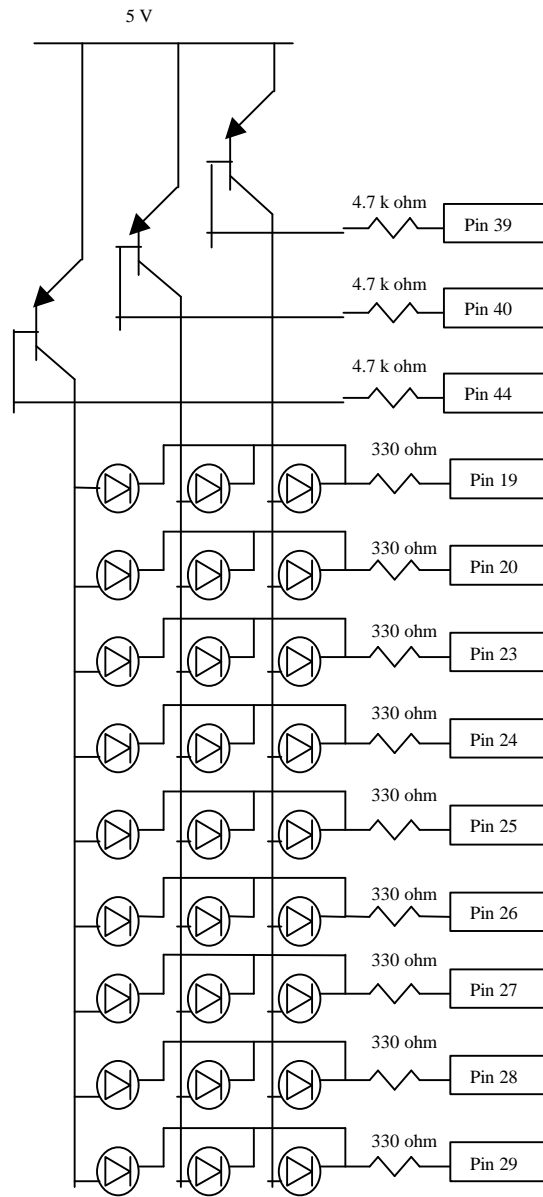 5 V
4.7 k ohm
Pin 39
4.7 k ohm
Pin 40
4.7 k ohm
Pin 44
330 ohm
Pin 19
330 ohm
Pin 20
330 ohm
Pin 23
330 ohm
Pin 24
330 ohm
Pin 25
330 ohm
Pin 26
330 ohm
Pin 27
330 ohm
Pin 28
330 ohm
Pin 29